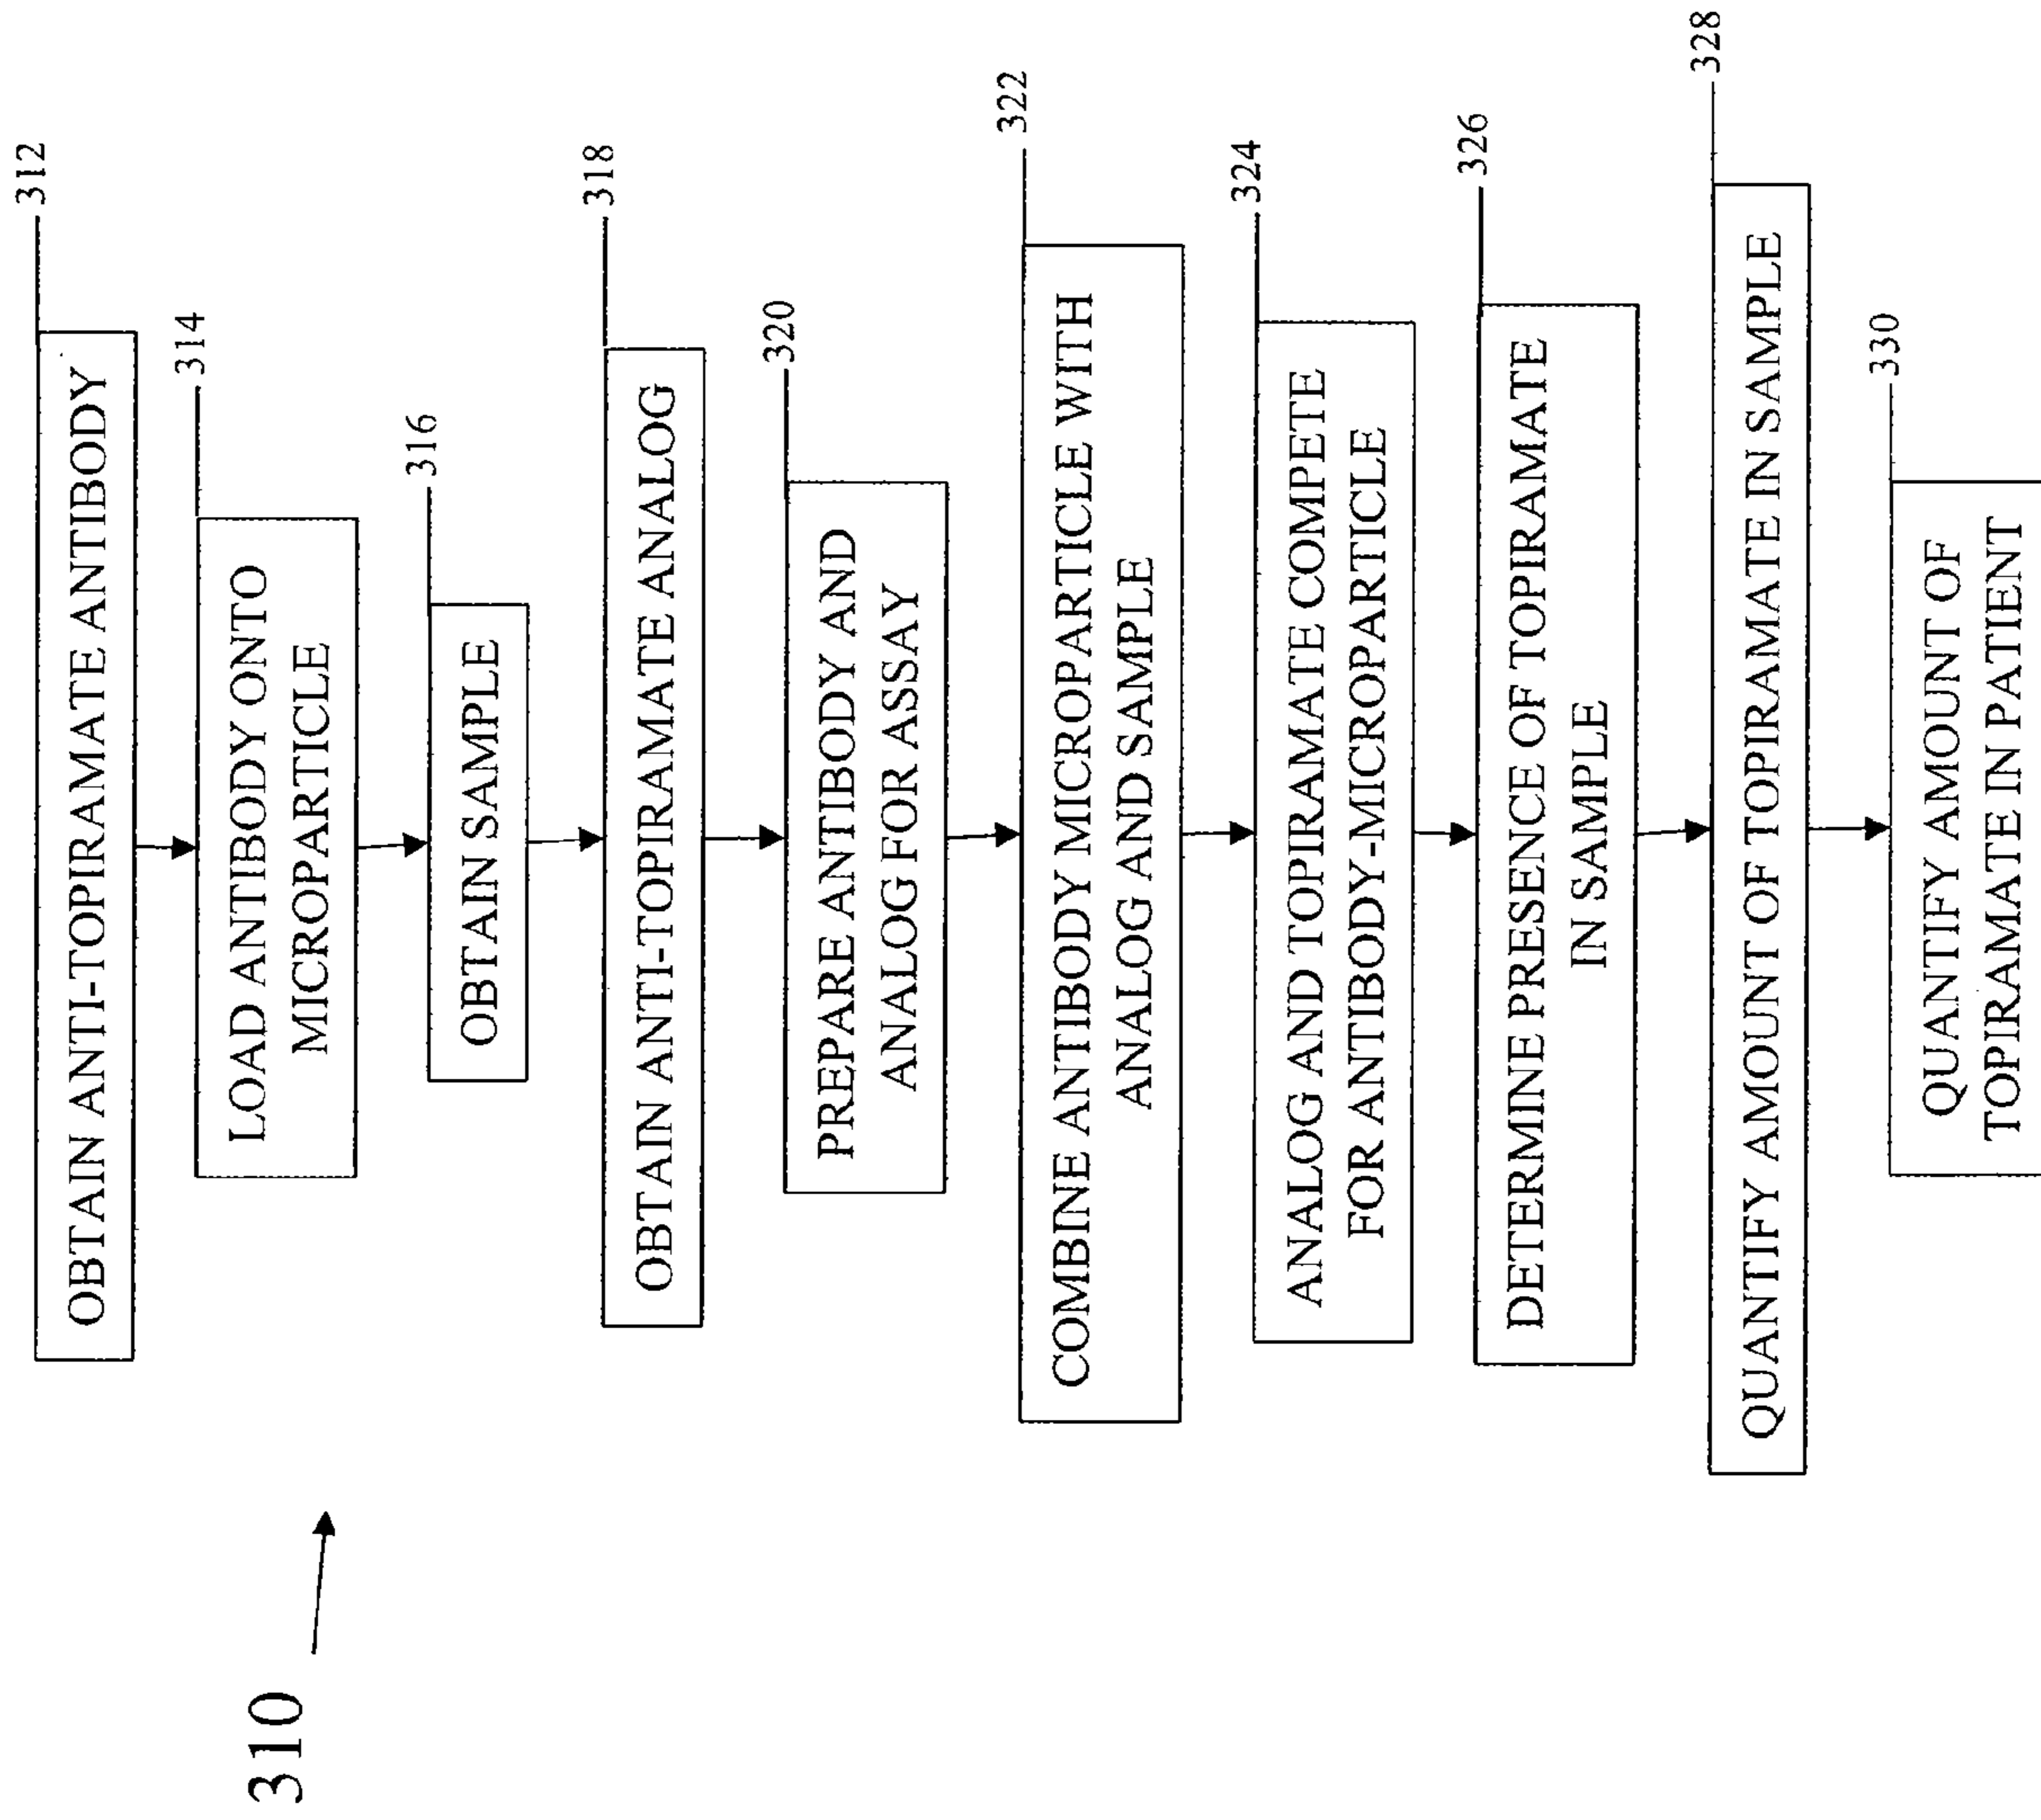 310
312
OBTAIN ANTI-TOPIRAMATE ANTIBODY
314
LOAD ANTIBODY ONTO
MICROPARTICLE
316
OBTAIN SAMPLE
318
OBTAIN ANTI-TOPIRAMATE ANALOG
320
PREPARE ANTIBODY AND
ANALOG FOR ASSAY
322
COMBINE ANTIBODY MICROPARTICLE WITH
ANALOG AND SAMPLE
324
ANALOG AND TOPIRAMATE COMPETE
FOR ANTIBODY-MICROPARTICLE
326
DETERMINE PRESENCE OF TOPIRAMATE
IN SAMPLE
328
QUANTIFY AMOUNT OF TOPIRAMATE IN SAMPLE
330
QUANTIFY AMOUNT OF
TOPIRAMATE IN PATIENT